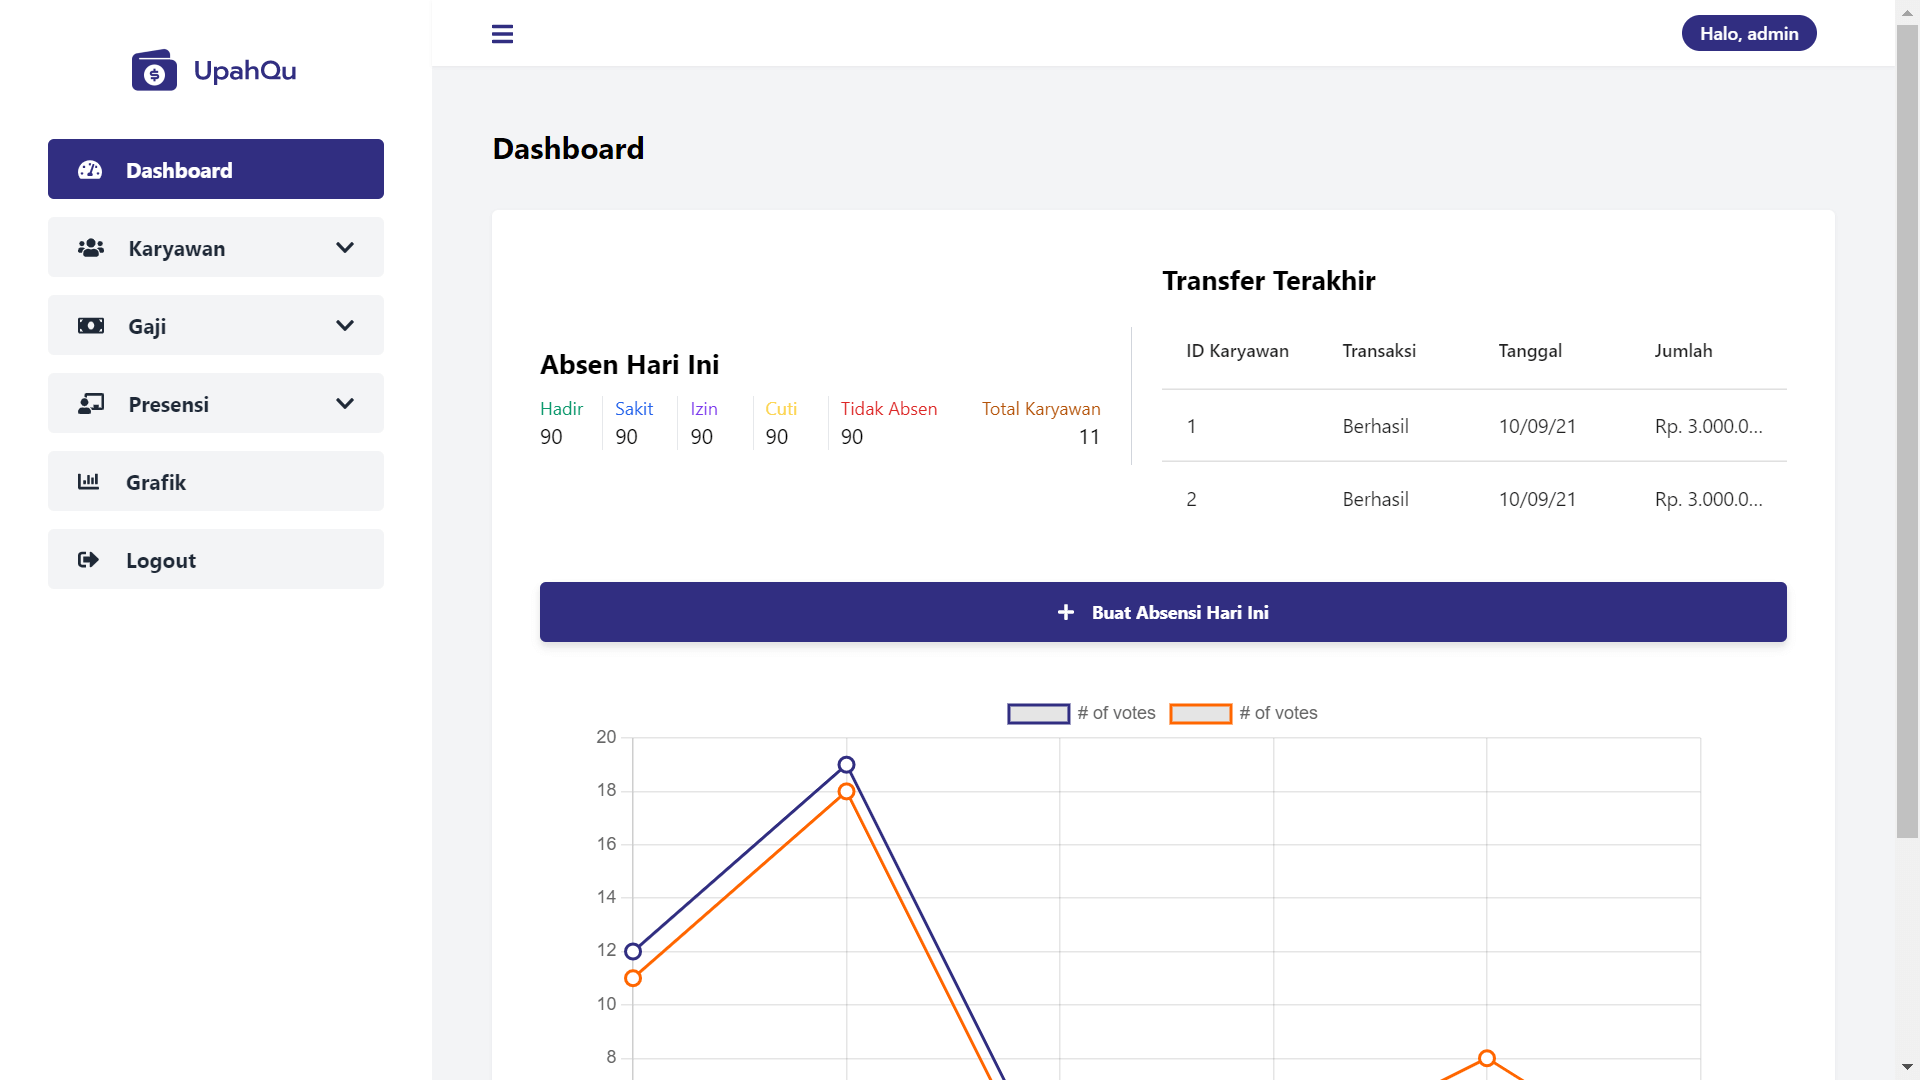 UpahQu
Dashboard
Karyawan
Gaji
Presensi
Grafik
Logout
Halo, admin
Dashboard
Absen Hari Ini
Hadir Sakit Izin Cuti Tidak Absen Total Karyawan
90 90 90 90 90 11
Transfer Terakhir
ID Karyawan Transaksi Tanggal Jumlah
1 Berhasil 10/09/21 Rp. 3.000.0...
2 Berhasil 10/09/21 Rp. 3.000.0...
Buat Absensi Hari Ini
# of votes # of votes
20
18
16
14
12
10
8